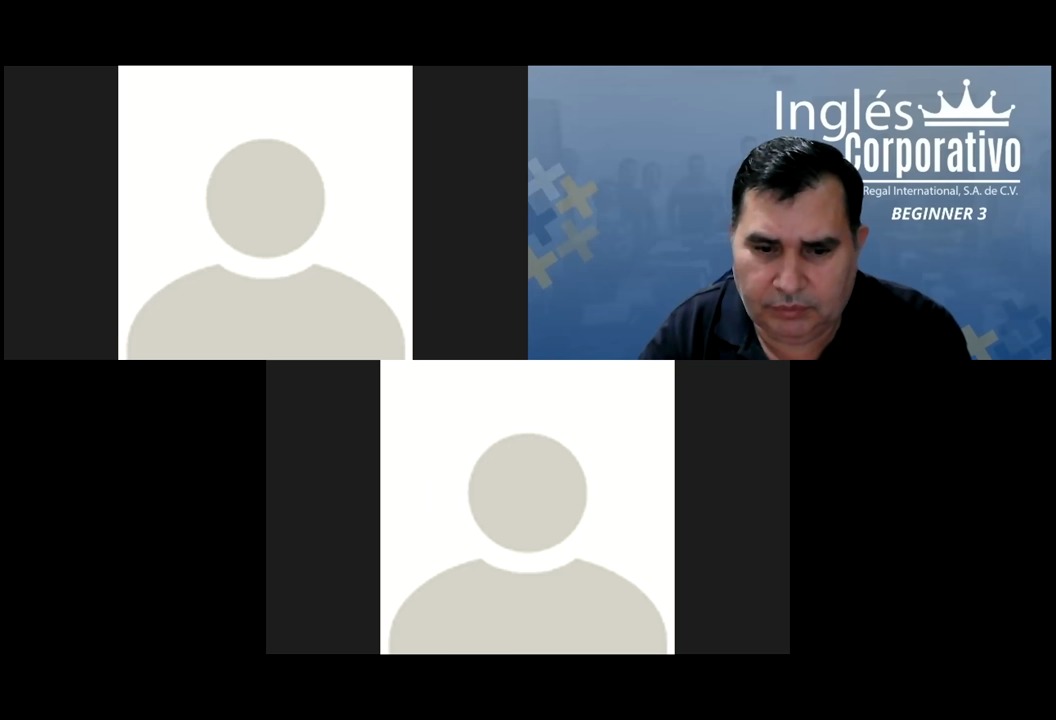 Inglés
Corporativo
Regal International, S.A. de C.V.
BEGINNER 3